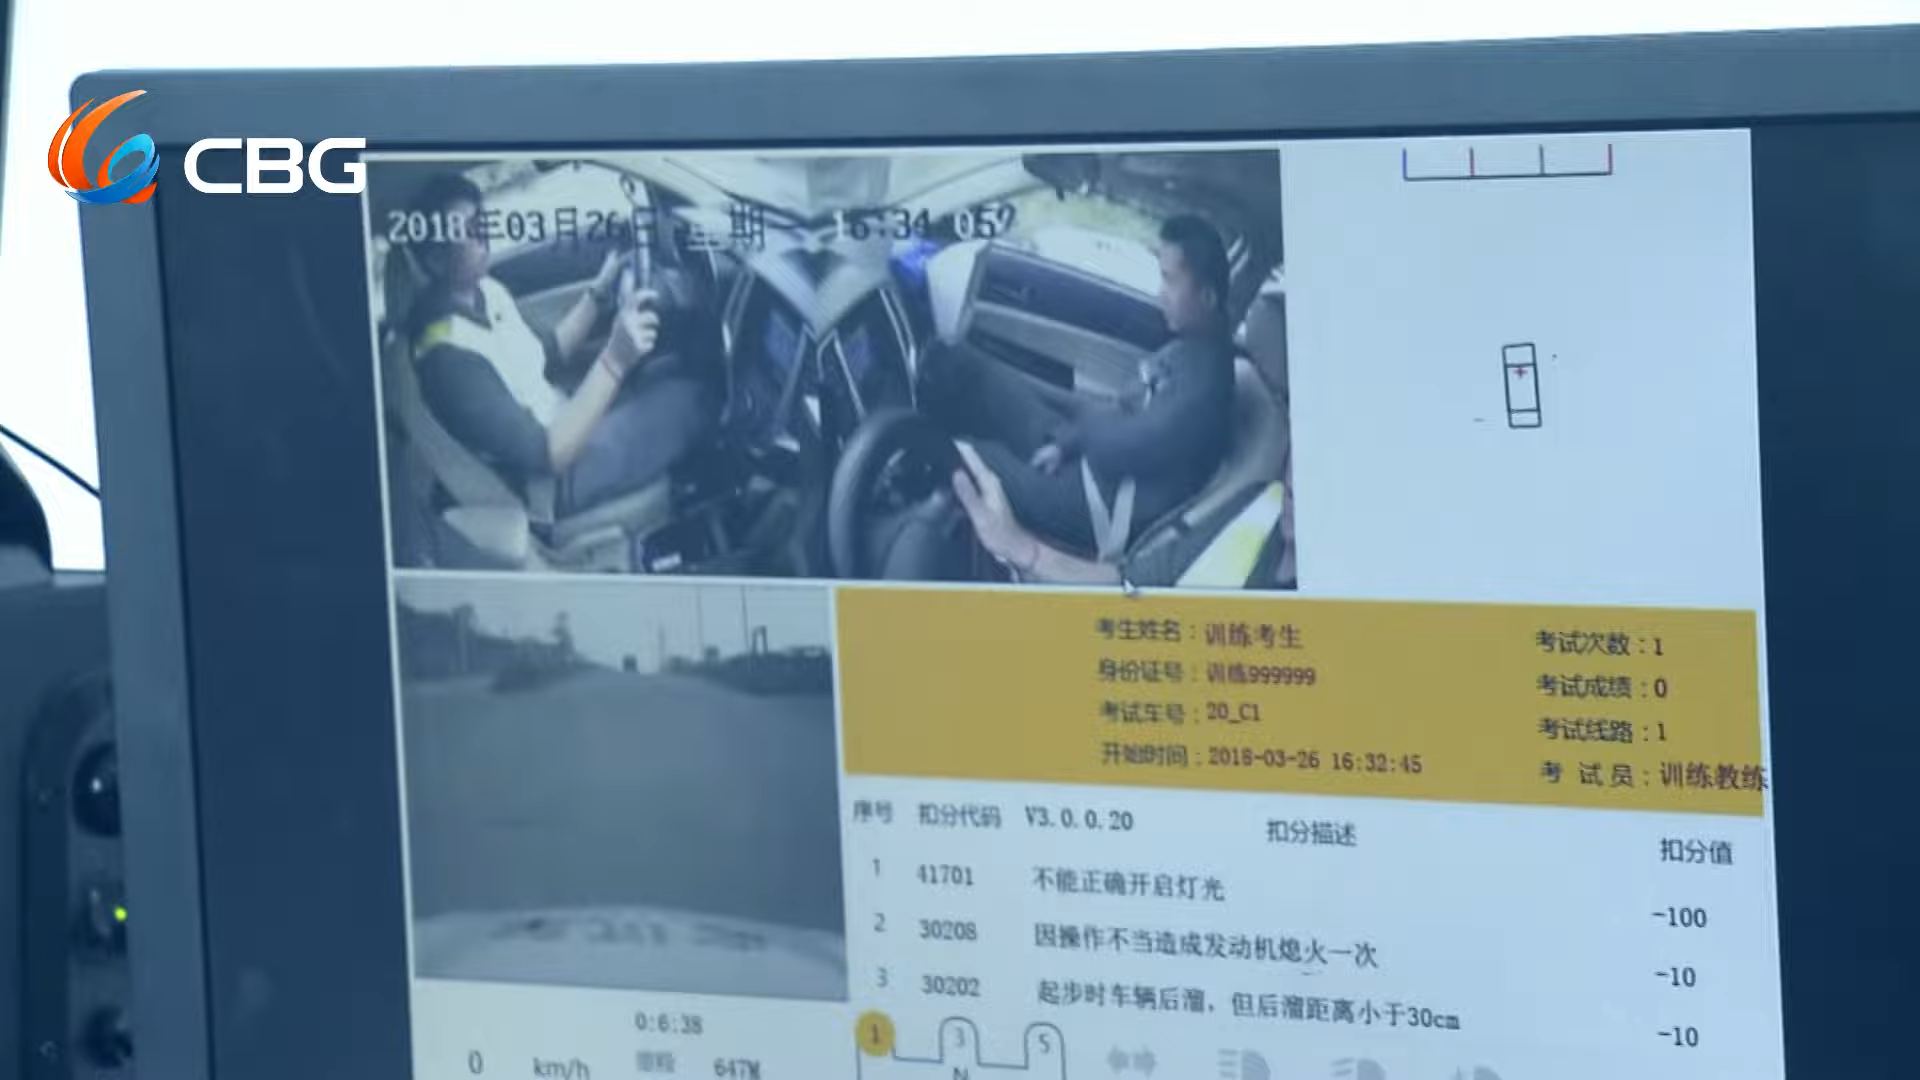 CBG
2018年03月26日 星期一 16:34:05
考生姓名：训练考生
身份证号：训练999999
考试车号：20_C1
开始时间：2018-03-26 16:32:45
考试次数：1
考试成绩：0
考试线路：1
考 试 员：训练教练
序号 扣分代码 V3.0.0.20 扣分描述 扣分值
1 41701 不能正确开启灯光 -100
2 30208 因操作不当造成发动机熄火一次 -10
3 30202 起步时车辆后溜，但后溜距离小于30cm -10
0:6:38
0 km/h 里程 647M
1 3 5
N